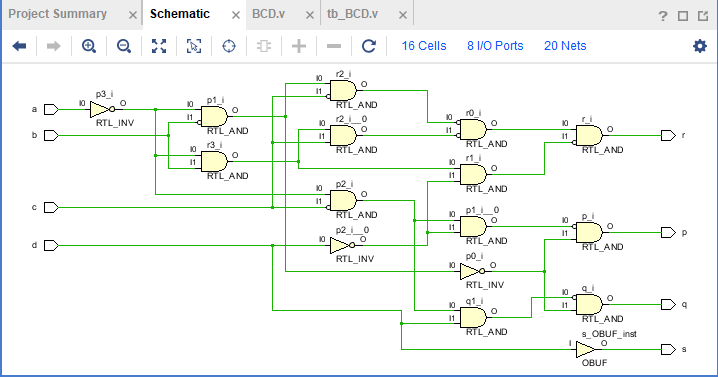 Project Summary × Schematic × BCD.v × tb_BCD.v × ? □
16 Cells 8 I/O Ports 20 Nets
r2_i
I0 O
I1
RTL_AND
p3_i
a I0 O
RTL_INV
p1_i
I0 O
I1
RTL_AND
r0_i
I0 O
I1
RTL_AND
r_i
I0 O r
I1
RTL_AND
b
r2_i__0
I0 O
I1
RTL_AND
r3_i
I0 O
I1
RTL_AND
r1_i
I0 O
I1
RTL_AND
p2_i
I0 O
I1
RTL_AND
c
p1_i__0
I0 O
I1
RTL_AND
p_i
I0 O p
I1
RTL_AND
d
p2_i__0
I0 O
RTL_INV
p0_i
I0 O
RTL_INV
q1_i
I0 O
I1
RTL_AND
q_i
I0 O q
I1
RTL_AND
s_OBUF_inst
I O s
OBUF